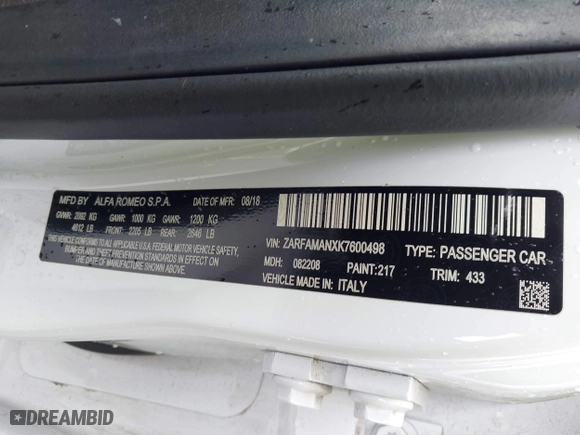 MFD BY ALFA ROMEO S.P.A. DATE OF MFR: 08/18
GVWR: 2092 KG GAWR: 1000 KG GAWR: 1200 KG
4612 LB FRONT: 2205 LB REAR: 2646 LB
THIS VEHICLE CONFORMS TO ALL APPLICABLE U.S.A. FEDERAL MOTOR VEHICLE SAFETY,
BUMPER AND THEFT PREVENTION STANDARDS IN EFFECT
ON THE DATE OF MANUFACTURE SHOWN ABOVE.
VIN: ZARFAMANXK7600498 TYPE: PASSENGER CAR
MDH: 082208 PAINT: 217 TRIM: 433
VEHICLE MADE IN: ITALY
DREAMBID